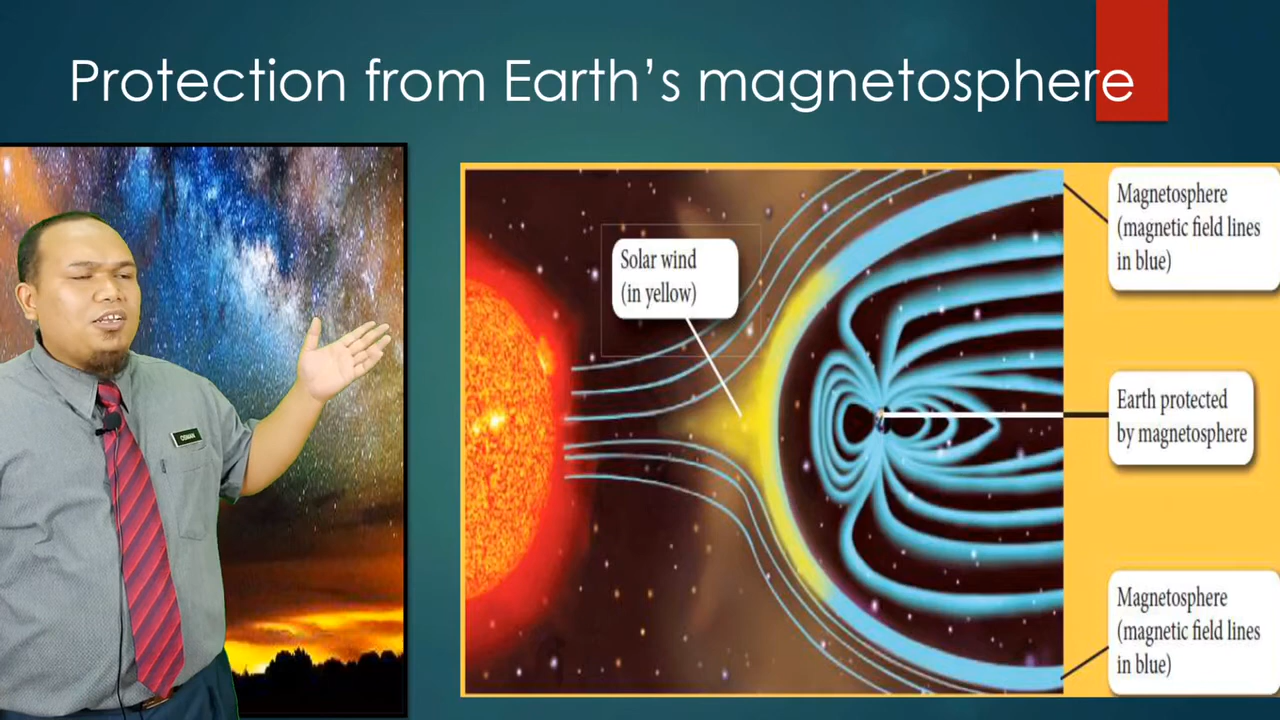 Protection from Earth's magnetosphere
Solar wind
(in yellow)
Magnetosphere
(magnetic field lines
in blue)
Earth protected
by magnetosphere
Magnetosphere
(magnetic field lines
in blue)